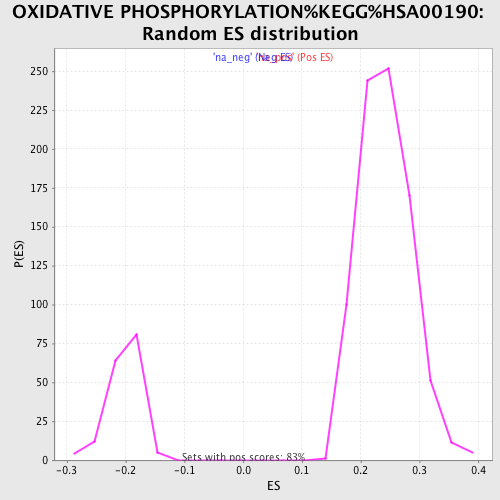 OXIDATIVE PHOSPHORYLATION%KEGG%HSA00190:
Random ES distribution
'na_neg' (Neg ES) 'na_pos' (Pos ES)
250
225
200
175
150
125
100
75
50
25
0
P(ES)
Sets with pos scores: 83%
-0.3 -0.2 -0.1 0.0 0.1 0.2 0.3 0.4
ES